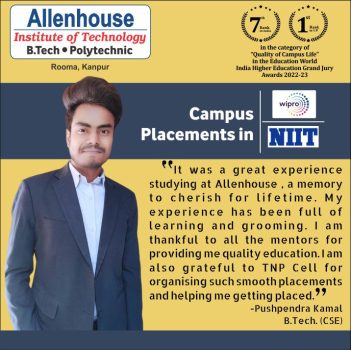 Allenhouse
Institute of Technology
B.Tech • Polytechnic
Rooma, Kanpur
7th
1st
in the category of
"Quality of Campus Life"
in the Education World
India Higher Education Grand Jury
Awards 2022-23
Campus
Placements in
wipro
NIIT
"It was a great experience
studying at Allenhouse , a memory
to cherish for lifetime. My
experience has been full of
learning and grooming. I am
thankful to all the mentors for
providing me quality education. I am
also grateful to TNP Cell for
organising such smooth placements
and helping me getting placed."
-Pushpendra Kamal
B.Tech. (CSE)